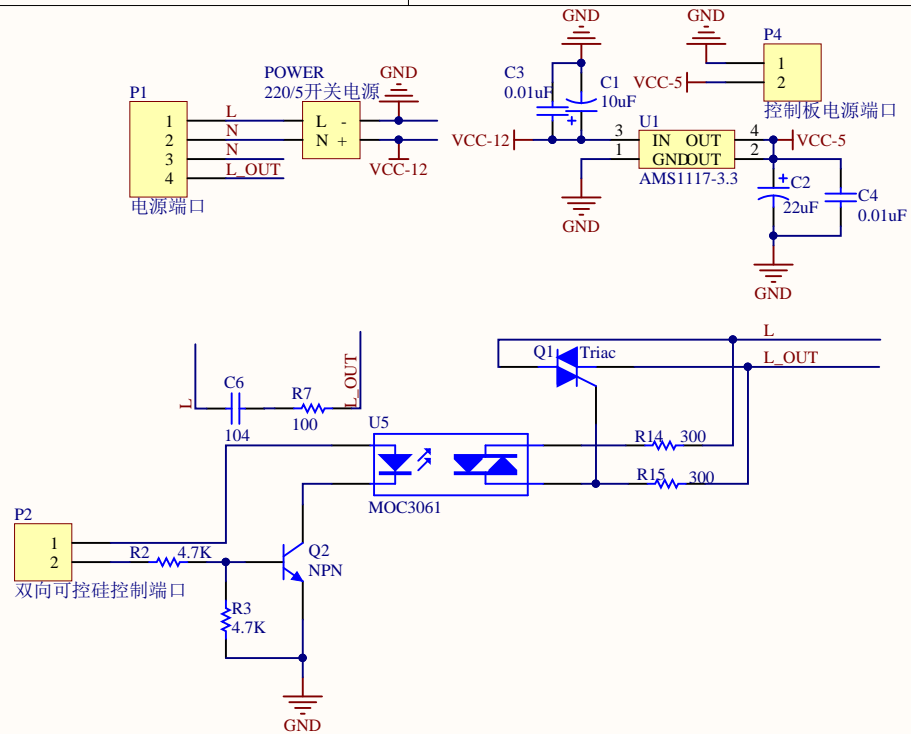 P1
1
2
3
4
电源端口
L
N
N
L_OUT
POWER
220/5开关电源
L -
N +
GND
VCC-12
GND
C3
0.01uF
C1
10uF
+
VCC-12
3
1
U1
IN OUT
GNDOUT
AMS1117-3.3
4
2
GND
GND
VCC-5
P4
1
2
控制板电源端口
VCC-5
+
C2
22uF
C4
0.01uF
GND
L
C6
104
R7
100
L_OUT
Q1
Triac
L
L_OUT
U5
MOC3061
R14
300
R15
300
P2
1
2
双向可控硅控制端口
R2
4.7K
R3
4.7K
Q2
NPN
GND